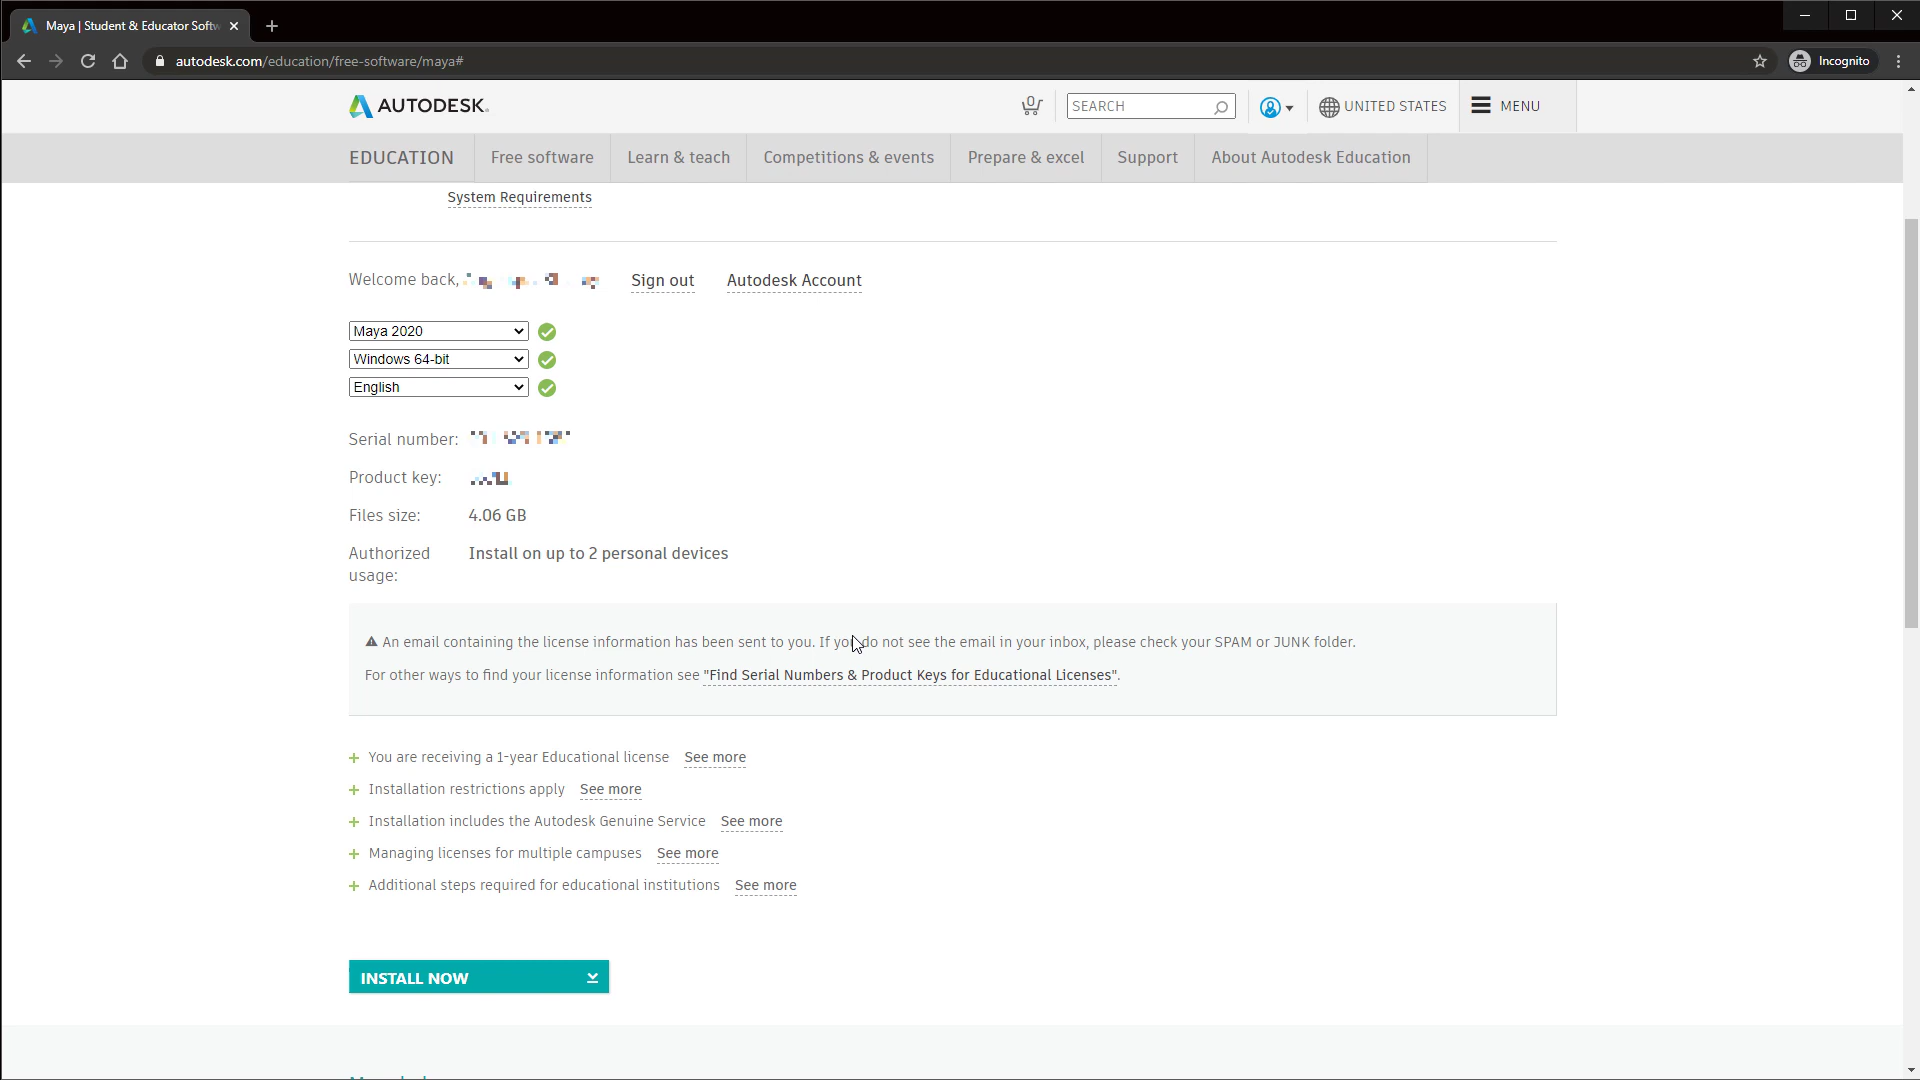 Maya | Student & Educator Softw
autodesk.com/education/free-software/maya#
Incognito
AUTODESK.
0
SEARCH
UNITED STATES
MENU
EDUCATION
Free software
Learn & teach
Competitions & events
Prepare & excel
Support
About Autodesk Education
System Requirements
Welcome back,
Sign out
Autodesk Account
Maya 2020
Windows 64-bit
English
Serial number:
Product key:
Files size: 4.06 GB
Authorized usage: Install on up to 2 personal devices
An email containing the license information has been sent to you. If you do not see the email in your inbox, please check your SPAM or JUNK folder.
For other ways to find your license information see "Find Serial Numbers & Product Keys for Educational Licenses".
+ You are receiving a 1-year Educational license See more
+ Installation restrictions apply See more
+ Installation includes the Autodesk Genuine Service See more
+ Managing licenses for multiple campuses See more
+ Additional steps required for educational institutions See more
INSTALL NOW